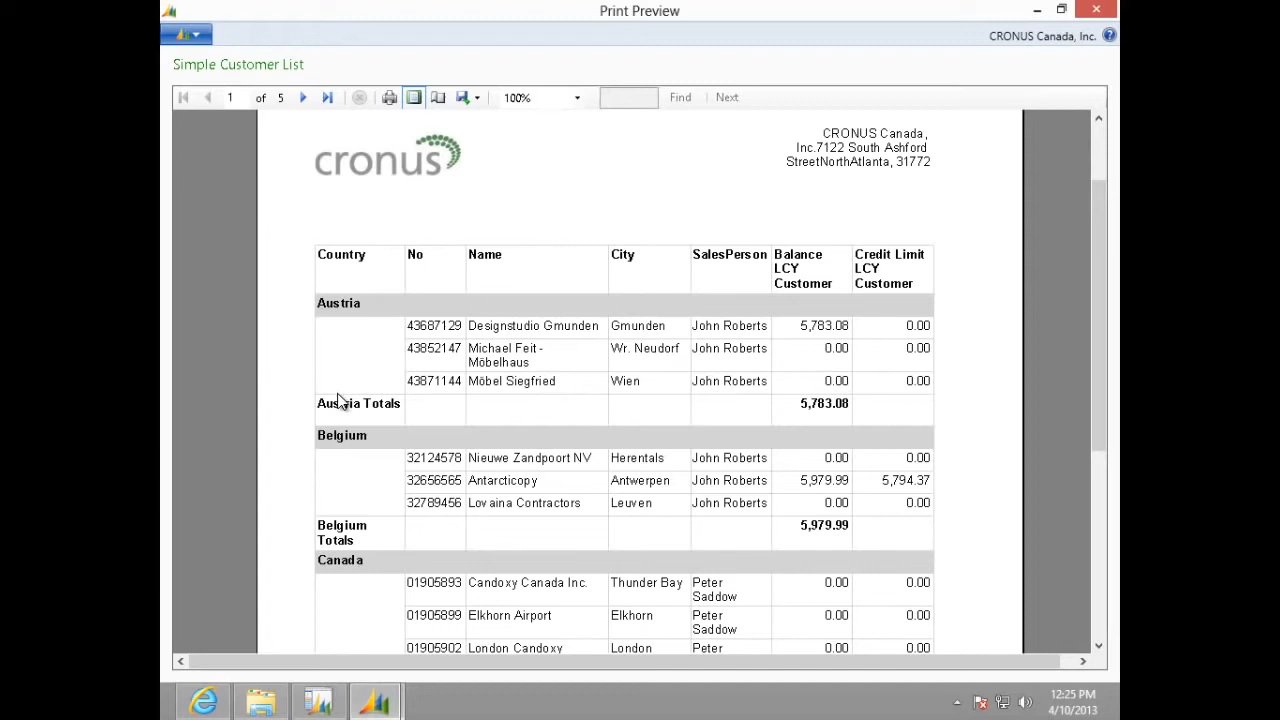 Print Preview
CRONUS Canada, Inc.
Simple Customer List
1 of 5 100% Find Next
cronus
CRONUS Canada,
Inc.7122 South Ashford
StreetNorthAtlanta, 31772
Country No Name City SalesPerson Balance LCY Customer Credit Limit LCY Customer
Austria
43687129 Designstudio Gmunden Gmunden John Roberts 5,783.08 0.00
43852147 Michael Feit - Möbelhaus Wr. Neudorf John Roberts 0.00 0.00
43871144 Möbel Siegfried Wien John Roberts 0.00 0.00
Austria Totals 5,783.08
Belgium
32124578 Nieuwe Zandpoort NV Herentals John Roberts 0.00 0.00
32656565 Antarcticopy Antwerpen John Roberts 5,979.99 5,794.37
32789456 Lovaina Contractors Leuven John Roberts 0.00 0.00
Belgium Totals 5,979.99
Canada
01905893 Candoxy Canada Inc. Thunder Bay Peter Saddow 0.00 0.00
01905899 Elkhorn Airport Elkhorn Peter Saddow 0.00 0.00
01905902 London Candoxy London Peter 0.00 0.00
12:25 PM
4/10/2013